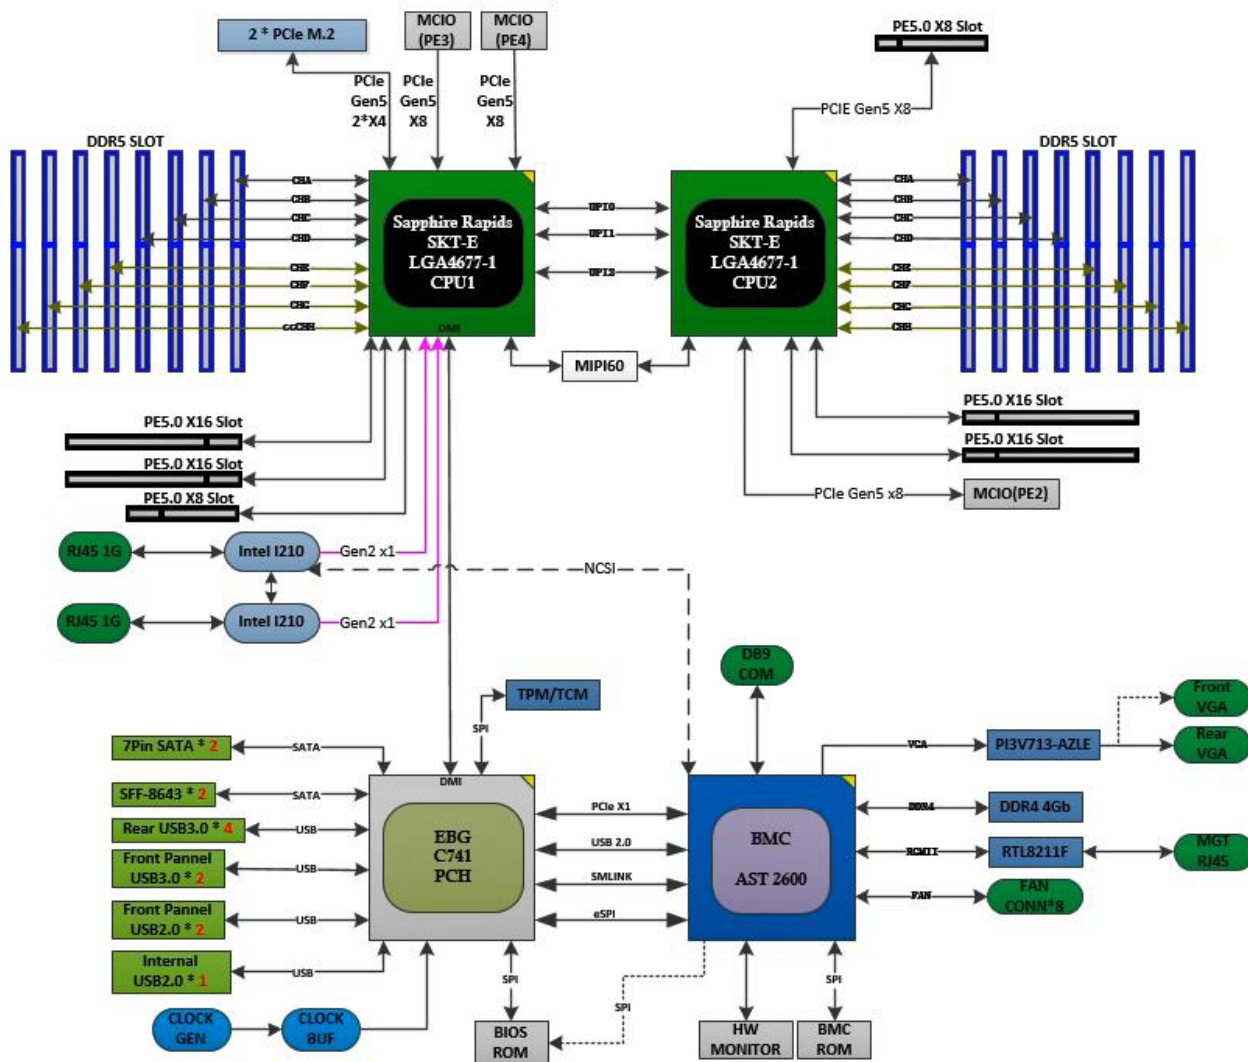 2 * PCIe M.2
MCIO
(PE3)
MCIO
(PE4)
PE5.0 X8 Slot
PCIe
Gen5
2*X4
PCIe
Gen5
X8
PCIe
Gen5
X8
PCIE Gen5 X8
DDR5 SLOT
DDR5 SLOT
CHA
CHB
CHC
CHD
CHE
CHF
CHG
ccCHH
Sapphire Rapids
SKT-E
LGA4677-1
CPU1
DMI
UPI0
UPI1
UPI2
Sapphire Rapids
SKT-E
LGA4677-1
CPU2
CHA
CHB
CHC
CHD
CHE
CHF
CHG
CHH
MIPI60
PE5.0 X16 Slot
PE5.0 X16 Slot
PE5.0 X8 Slot
PE5.0 X16 Slot
PE5.0 X16 Slot
PCIe Gen5 x8
MCIO(PE2)
RJ45 1G
Intel I210
Gen2 x1
NCSI
RJ45 1G
Intel I210
Gen2 x1
DB9
COM
TPM/TCM
SPI
Front
VGA
7Pin SATA * 2
SATA
VGA
PI3V713-AZLE
Rear
VGA
SFF-8643 * 2
SATA
DMI
EBG
C741
PCH
PCIe X1
USB 2.0
SMLINK
eSPI
BMC
AST 2600
DDR4
DDR4 4Gb
Rear USB3.0 * 4
USB
RGMII
RTL8211F
MGT
RJ45
Front Pannel
USB3.0 * 2
USB
FAN
FAN
CONN*8
Front Pannel
USB2.0 * 2
USB
Internal
USB2.0 * 1
USB
SPI
SPI
SPI
CLOCK
GEN
CLOCK
BUF
BIOS
ROM
HW
MONITOR
BMC
ROM